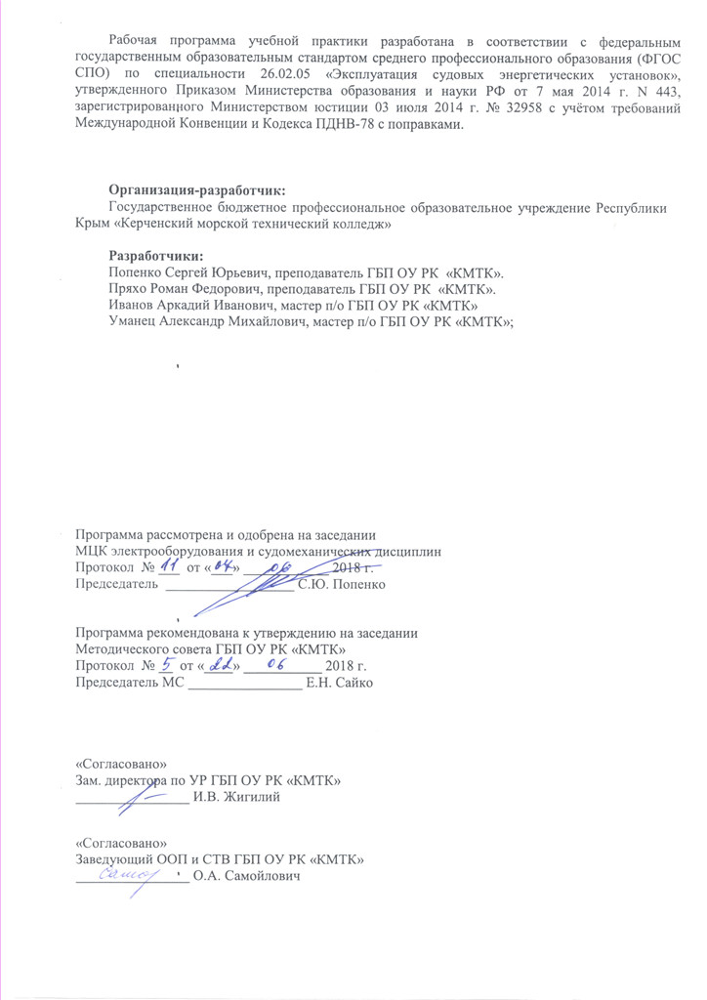 Рабочая программа учебной практики разработана в соответствии с федеральным
государственным образовательным стандартом среднего профессионального образования (ФГОС
СПО) по специальности 26.02.05 «Эксплуатация судовых энергетических установок»,
утвержденного Приказом Министерства образования и науки РФ от 7 мая 2014 г. N 443,
зарегистрированного Министерством юстиции 03 июля 2014 г. № 32958 с учётом требований
Международной Конвенции и Кодекса ПДНВ-78 с поправками.
Организация-разработчик:
Государственное бюджетное профессиональное образовательное учреждение Республики
Крым «Керченский морской технический колледж»
Разработчики:
Попенко Сергей Юрьевич, преподаватель ГБП ОУ РК «КМТК».
Пряхо Роман Федорович, преподаватель ГБП ОУ РК «КМТК».
Иванов Аркадий Иванович, мастер п/о ГБП ОУ РК «КМТК»
Уманец Александр Михайлович, мастер п/о ГБП ОУ РК «КМТК»;
Программа рассмотрена и одобрена на заседании
МЦК электрооборудования и судомеханических дисциплин
Протокол № 11 от «04» 06 2018 г.
Председатель ___ С.Ю. Попенко
Программа рекомендована к утверждению на заседании
Методического совета ГБП ОУ РК «КМТК»
Протокол № 5 от «22» 06 2018 г.
Председатель МС ___ Е.Н. Сайко
«Согласовано»
Зам. директора по УР ГБП ОУ РК «КМТК»
___ И.В. Жигилий
«Согласовано»
Заведующий ООП и СТВ ГБП ОУ РК «КМТК»
___ О.А. Самойлович